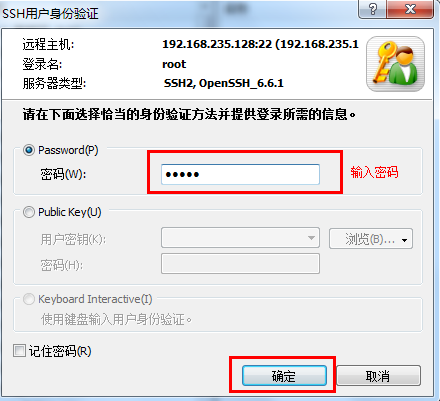 SSH用户身份验证
远程主机: 192.168.235.128:22 (192.168.235.1
登录名: root
服务器类型: SSH2, OpenSSH_6.6.1
请在下面选择恰当的身份验证方法并提供登录所需的信息。
Password(P)
密码(W): ••••• 输入密码
Public Key(U)
用户密钥(K): 浏览(B)...
密码(H):
Keyboard Interactive(I)
使用键盘输入用户身份验证。
记住密码(R)
确定 取消